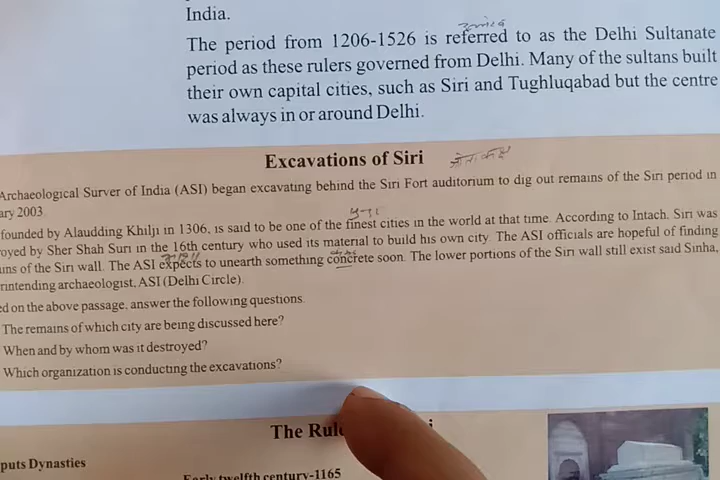 India.
The period from 1206-1526 is referred to as the Delhi Sultanate
period as these rulers governed from Delhi. Many of the sultans built
their own capital cities, such as Siri and Tughluqabad but the centre
was always in or around Delhi.
Excavations of Siri
Archaeological Surver of India (ASI) began excavating behind the Siri Fort auditorium to dig out remains of the Siri period in
ary 2003
founded by Alaudding Khilji in 1306, is said to be one of the finest cities in the world at that time. According to Intach, Siri was
oyed by Sher Shah Suri in the 16th century who used its material to build his own city. The ASI officials are hopeful of finding
ins of the Siri wall. The ASI expects to unearth something concrete soon. The lower portions of the Siri wall still exist said Sinha,
rintending archaeologist, ASI (Delhi Circle).
ed on the above passage, answer the following questions.
The remains of which city are being discussed here?
When and by whom was it destroyed?
Which organization is conducting the excavations?
The Rul
puts Dynasties
Early twelfth century-1165